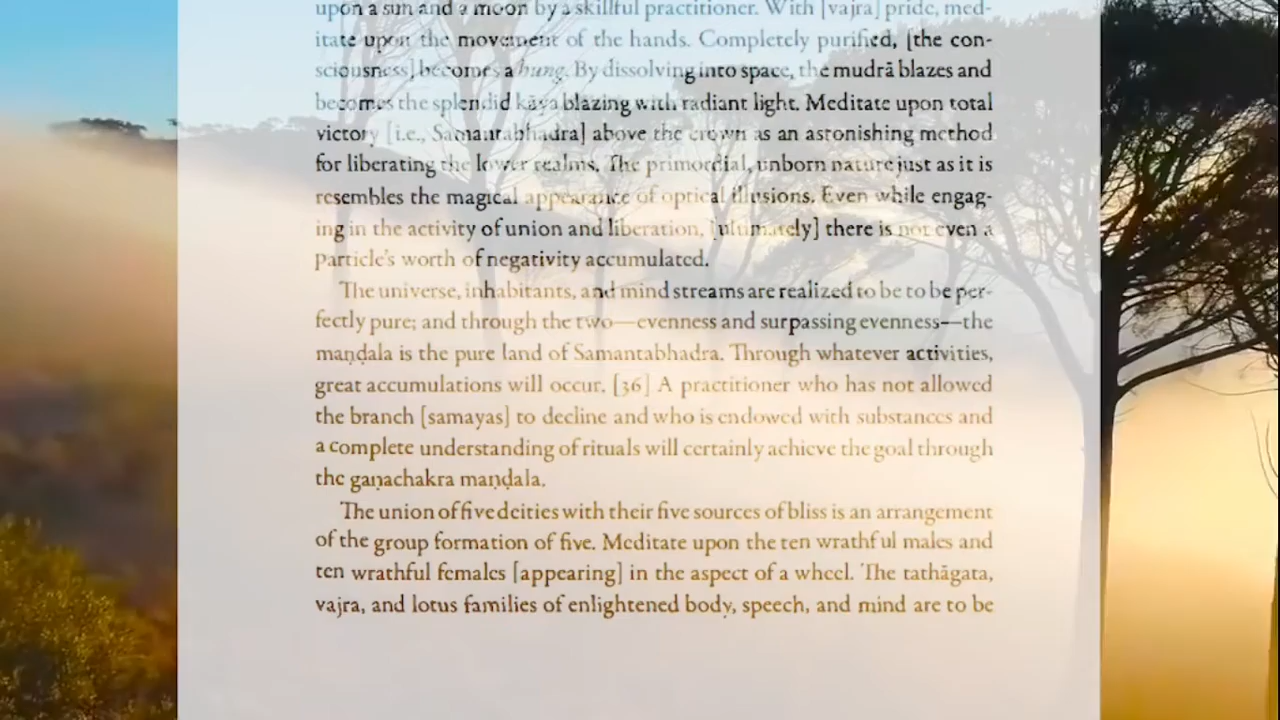 upon a sun and a moon by a skillful practitioner. With [vajra] pride, med-
itate upon the movement of the hands. Completely purified, [the con-
sciousness] becomes a hung. By dissolving into space, the mudrā blazes and
becomes the splendid kāya blazing with radiant light. Meditate upon total
victory [i.e., Samantabhadra] above the crown as an astonishing method
for liberating the lower realms. The primordial, unborn nature just as it is
resembles the magical appearance of optical illusions. Even while engag-
ing in the activity of union and liberation, [ultimately] there is not even a
particle's worth of negativity accumulated.
The universe, inhabitants, and mind streams are realized to be to be per-
fectly pure; and through the two—evenness and surpassing evenness—the
maṇḍala is the pure land of Samantabhadra. Through whatever activities,
great accumulations will occur. [36] A practitioner who has not allowed
the branch [samayas] to decline and who is endowed with substances and
a complete understanding of rituals will certainly achieve the goal through
the gaṇachakra maṇḍala.
The union of five deities with their five sources of bliss is an arrangement
of the group formation of five. Meditate upon the ten wrathful males and
ten wrathful females [appearing] in the aspect of a wheel. The tathāgata,
vajra, and lotus families of enlightened body, speech, and mind are to be